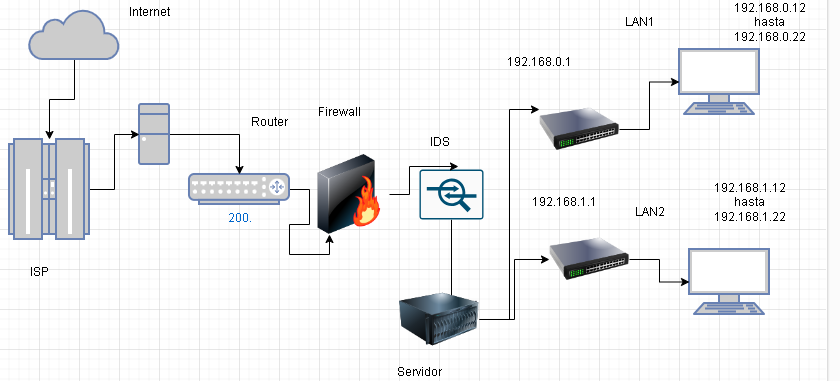 Internet
ISP
Router
200.
Firewall
IDS
Servidor
192.168.0.1
LAN1
192.168.0.12
hasta
192.168.0.22
192.168.1.1
LAN2
192.168.1.12
hasta
192.168.1.22